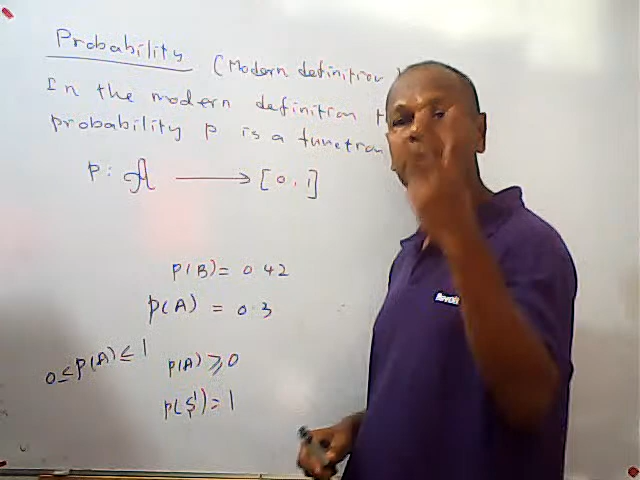 Probability (Modern definition
In the modern definition
probability P is a function
P : A → [0, 1]
P(B) = 0.42
P(A) = 0.3
0 ≤ P(A) ≤ 1
P(A) ≥ 0
P(S) = 1